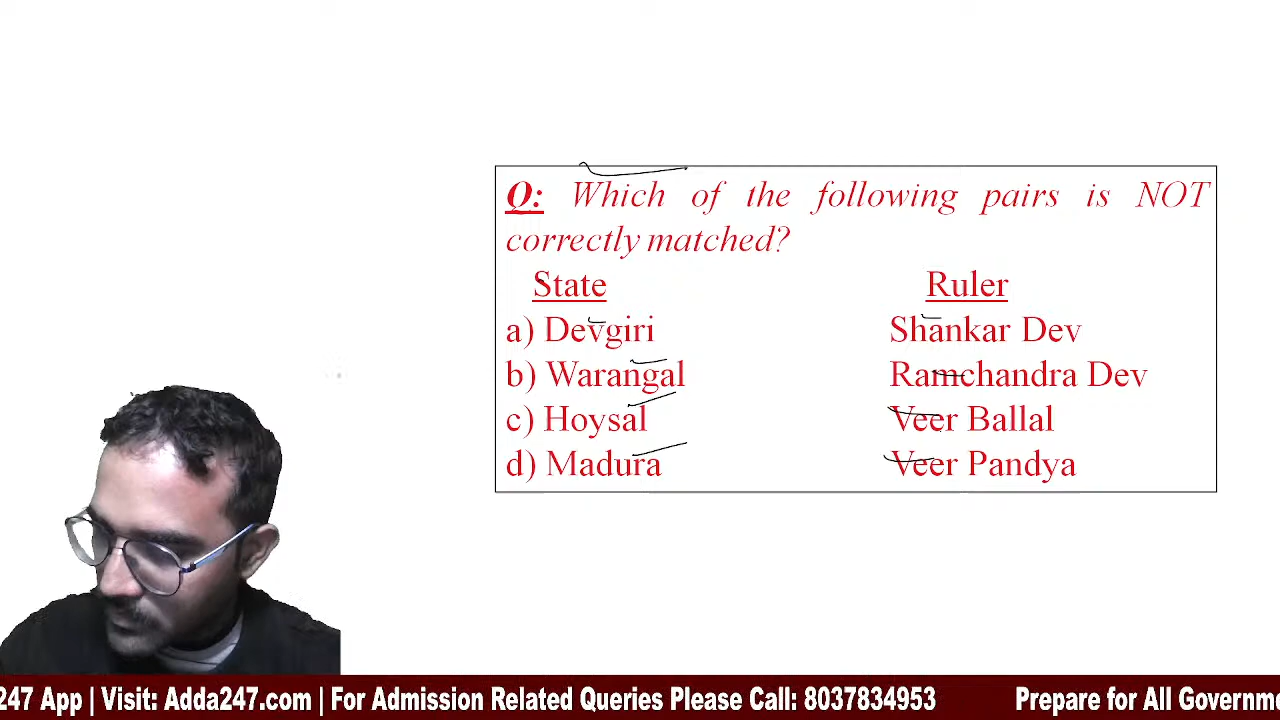 Q: Which of the following pairs is NOT
correctly matched?
State Ruler
a) Devgiri Shankar Dev
b) Warangal Ramchandra Dev
c) Hoysal Veer Ballal
d) Madura Veer Pandya
247 App | Visit: Adda247.com | For Admission Related Queries Please Call: 8037834953 Prepare for All Governme